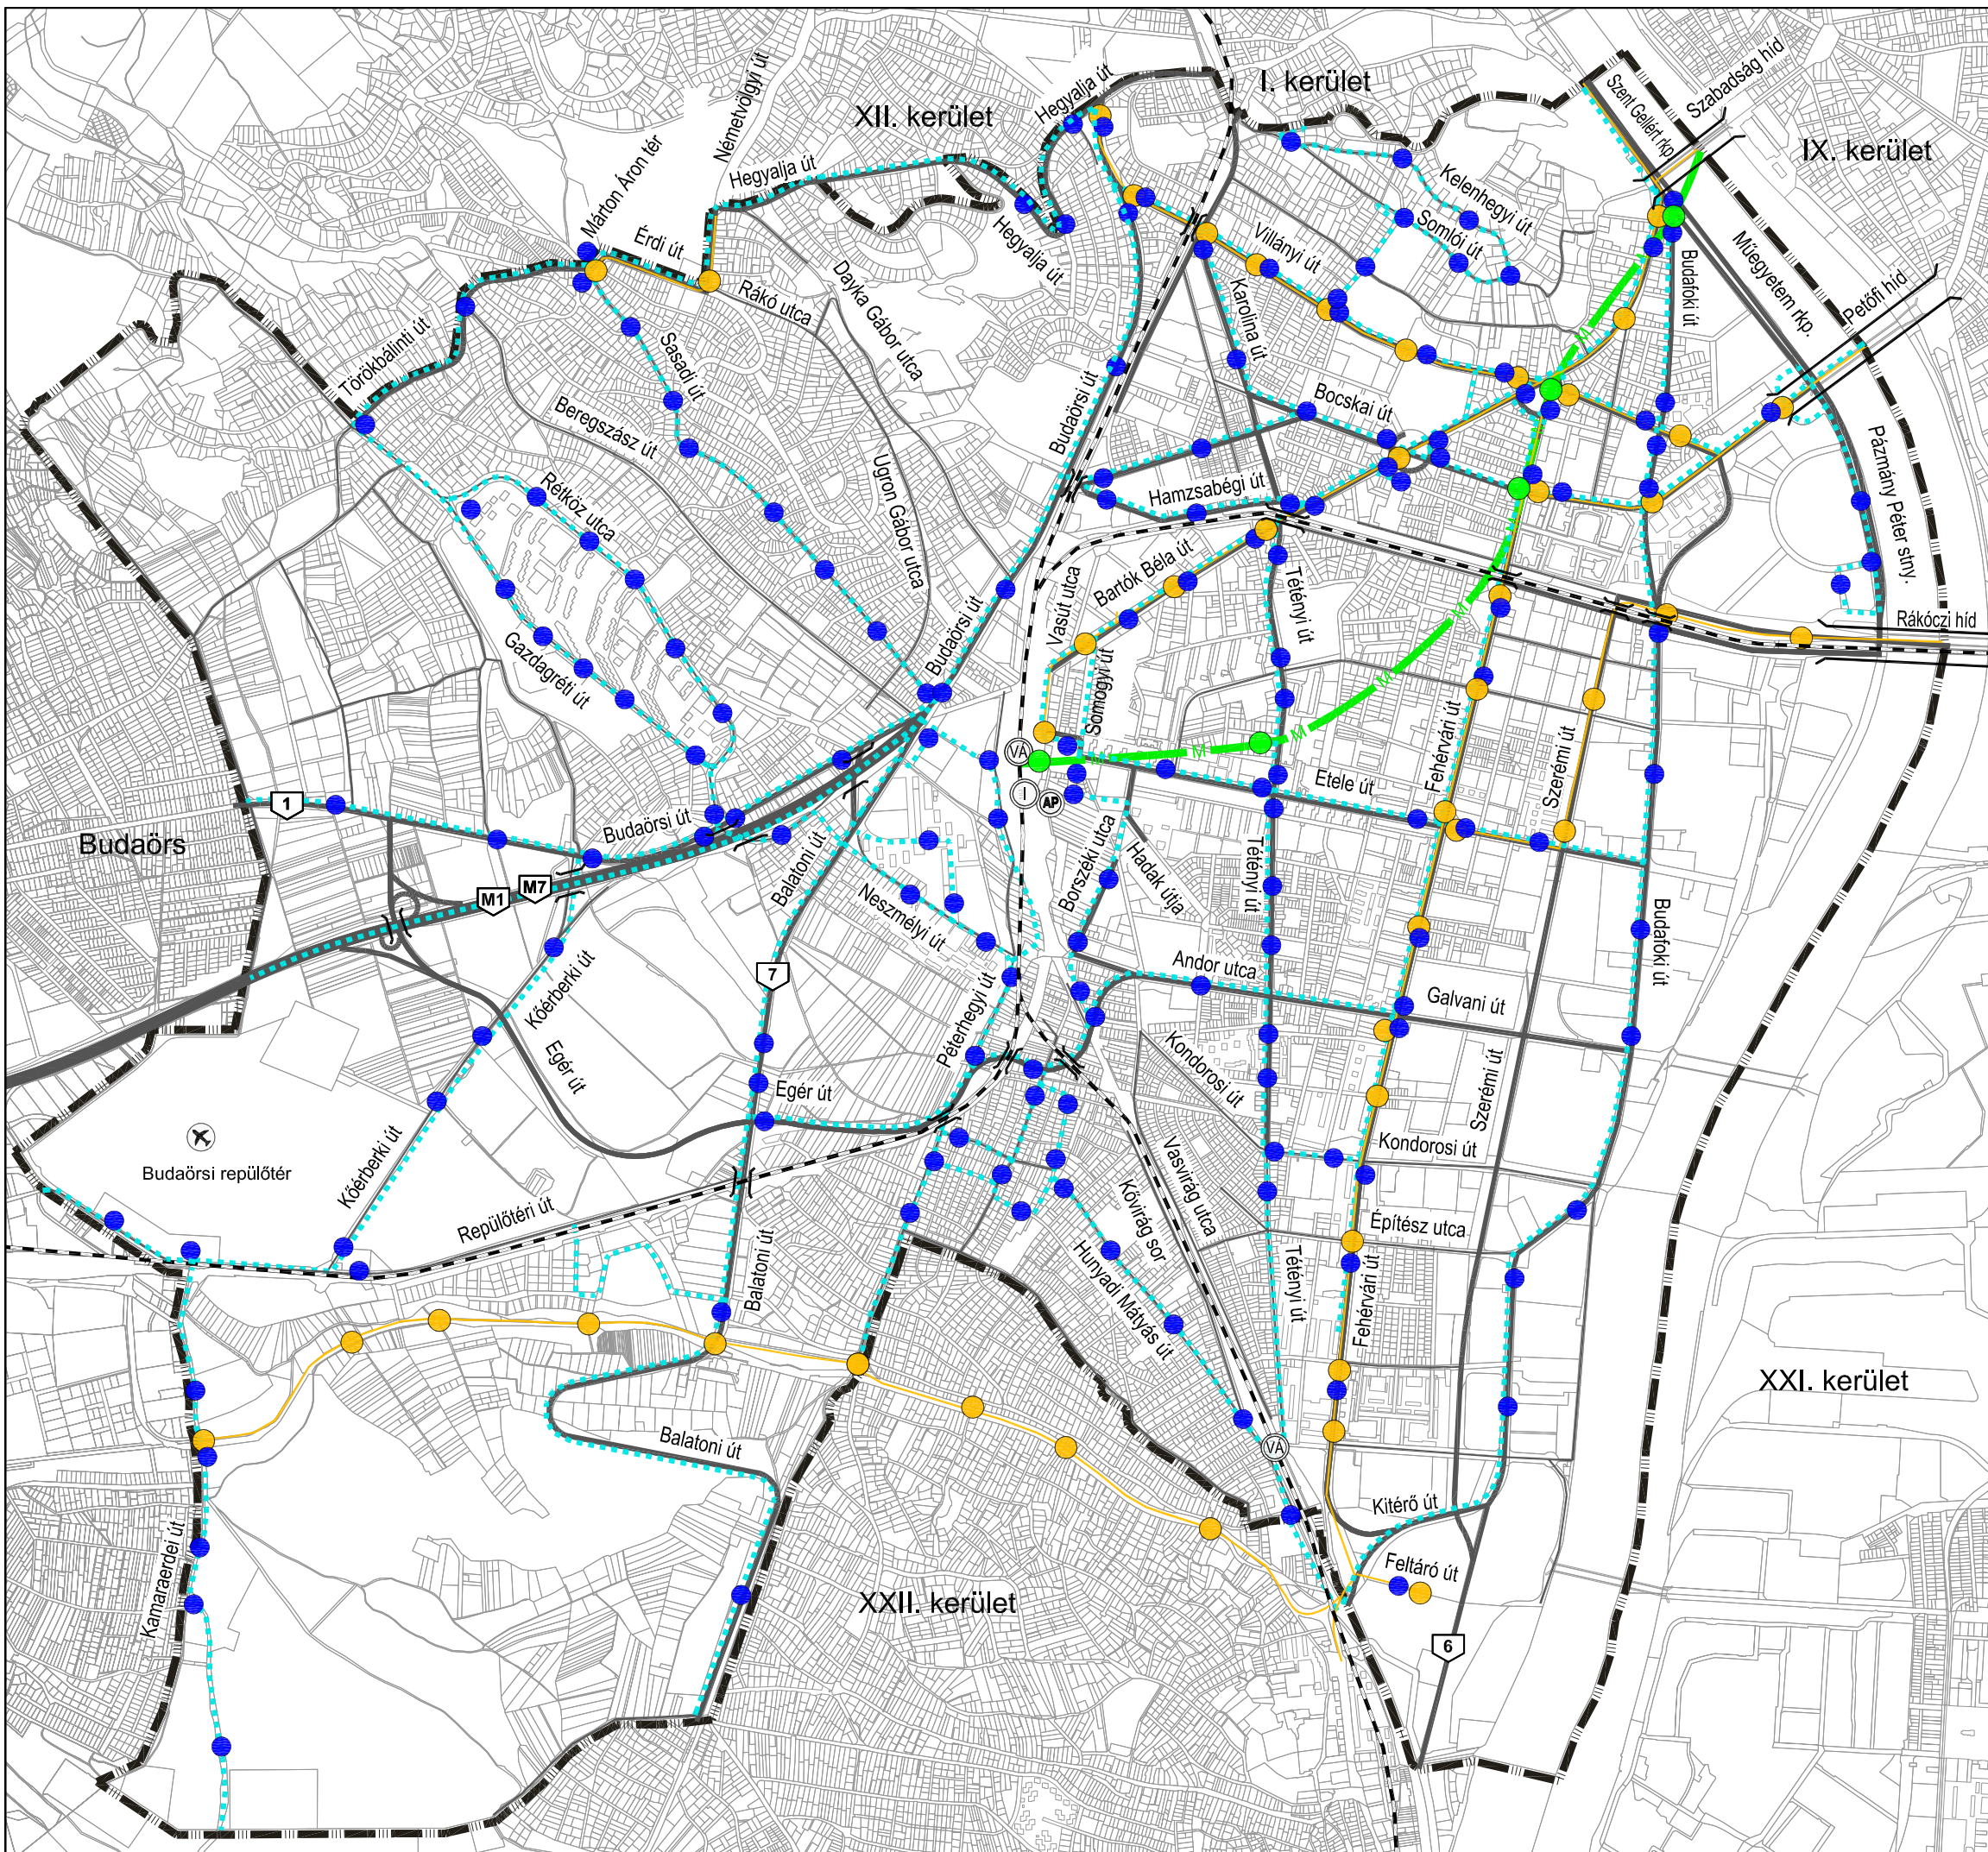 I. kerület
XII. kerület
IX. kerület
Hegyalja út
Szabadság híd
Szent Gellért rkp.
Németvölgyi út
Márton Áron tér
Hegyalja út
Hegyalja út
Érdi út
Kelenhegyi út
Somlói út
Villányi út
Budafoki út
Műegyetem rkp.
Petőfi híd
Rákó utca
Dayka Gábor utca
Karolina út
Törökbálinti út
Sasadi út
Beregszász út
Budaörsi út
Bocskai út
Ugron Gábor utca
Hamzsabégi út
Pázmány Péter stny.
Rétköz utca
Gazdagréti út
Budaörsi út
Vasút utca
Bartók Béla út
Tétényi út
Rákóczi híd
M
M
M
M
M
M
Somogyi út
Fehérvári út
Szerémi út
VÁ
I
AP
Etele út
1
Budaörs
Budaörsi út
Balatoni út
M1
M7
Neszmélyi út
Borszéki utca
Hadak útja
Tétényi út
Budafoki út
7
Kőérberki út
Andor utca
Galvani út
Péterhegyi út
Egér út
Egér út
Kondorosi út
Szerémi út
Budaörsi repülőtér
Kőérberki út
Kondorosi út
Vasvirág utca
Kővirág sor
Repülőtéri út
Építész utca
Balatoni út
Hunyadi Mátyás út
Tétényi út
Fehérvári út
XXI. kerület
Balatoni út
VÁ
Kitérő út
Kamaraerdei út
Feltáró út
XXII. kerület
6